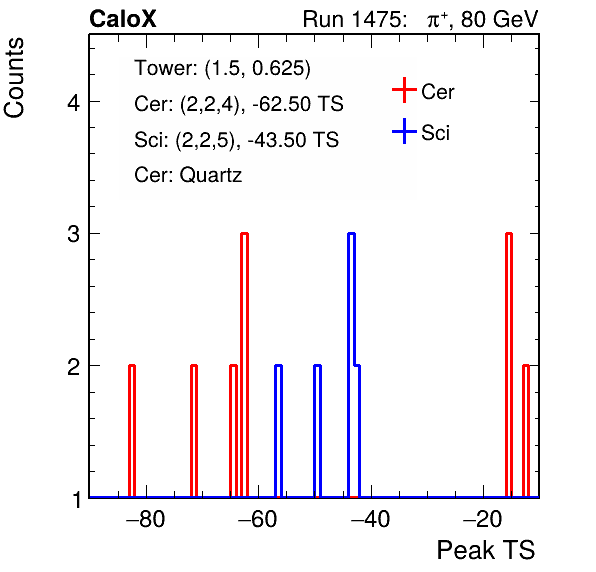 CaloX Run 1475: π⁺, 80 GeV
Counts
Tower: (1.5, 0.625)
Cer: (2,2,4), -62.50 TS
Sci: (2,2,5), -43.50 TS
Cer: Quartz
Cer
Sci
4
3
2
1
−80 −60 −40 −20
Peak TS